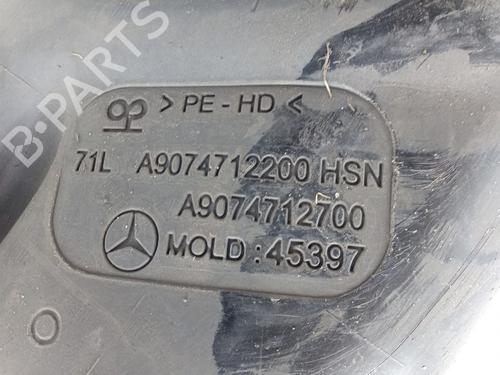 > PE - HD <
71L A9074712200 HSN
A9074712700
MOLD : 45397
B-PARTS